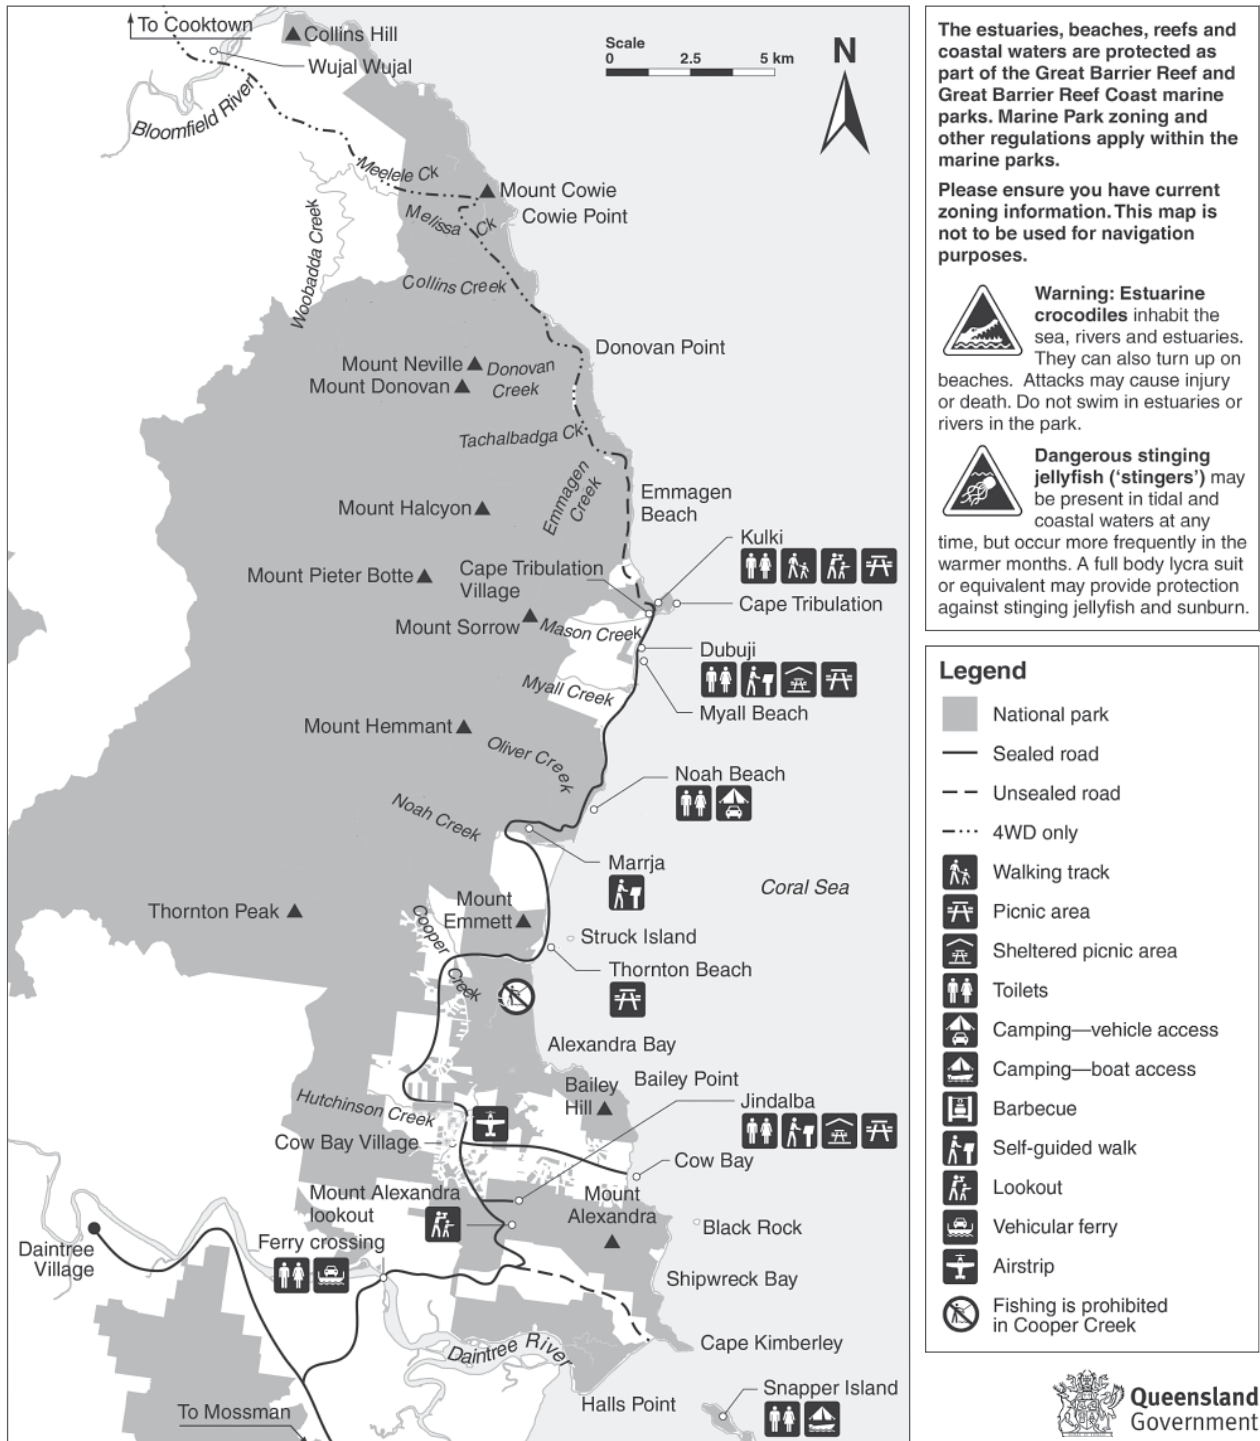 To Cooktown
Collins Hill
Wujal Wujal
Bloomfield River
Scale
0 2.5 5 km
N
Meelele Ck
Mount Cowie
Cowie Point
Melissa Ck
Woobadda Creek
Collins Creek
Donovan Point
Mount Neville
Donovan
Creek
Mount Donovan
Tachalbadga Ck
Emmagen
Creek
Emmagen
Beach
Mount Halcyon
Kulki
Cape Tribulation
Village
Mount Pieter Botte
Cape Tribulation
Mount Sorrow
Mason Creek
Dubuji
Myall Creek
Myall Beach
Mount Hemmant
Oliver Creek
Noah Beach
Noah Creek
Marrja
Coral Sea
Mount
Emmett
Thornton Peak
Cooper Creek
Struck Island
Thornton Beach
Alexandra Bay
Bailey
Hill
Bailey Point
Jindalba
Hutchinson Creek
Cow Bay Village
Cow Bay
Mount Alexandra
lookout
Mount
Alexandra
Black Rock
Daintree
Village
Ferry crossing
Shipwreck Bay
Daintree River
Cape Kimberley
Halls Point
Snapper Island
To Mossman
The estuaries, beaches, reefs and
coastal waters are protected as
part of the Great Barrier Reef and
Great Barrier Reef Coast marine
parks. Marine Park zoning and
other regulations apply within the
marine parks.
Please ensure you have current
zoning information. This map is
not to be used for navigation
purposes.
Warning: Estuarine
crocodiles inhabit the
sea, rivers and estuaries.
They can also turn up on
beaches. Attacks may cause injury
or death. Do not swim in estuaries or
rivers in the park.
Dangerous stinging
jellyfish (‘stingers’) may
be present in tidal and
coastal waters at any
time, but occur more frequently in the
warmer months. A full body lycra suit
or equivalent may provide protection
against stinging jellyfish and sunburn.
Legend
National park
Sealed road
Unsealed road
4WD only
Walking track
Picnic area
Sheltered picnic area
Toilets
Camping—vehicle access
Camping—boat access
Barbecue
Self-guided walk
Lookout
Vehicular ferry
Airstrip
Fishing is prohibited
in Cooper Creek
Queensland
Government